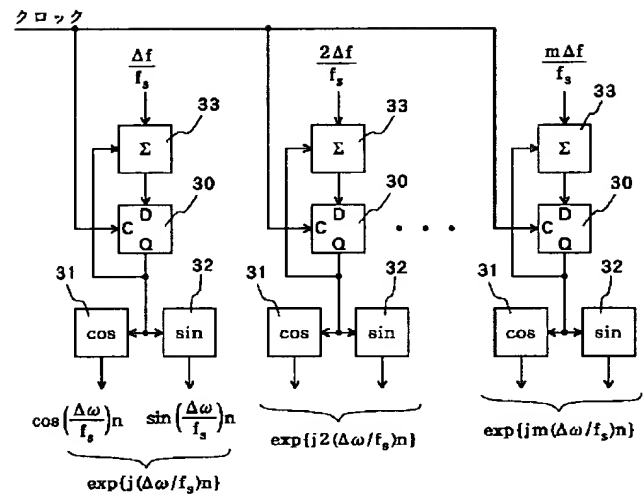 クロック
Δf/f_s 2Δf/f_s mΔf/f_s
33 33 33
Σ Σ Σ
30 30 30
D D D
C C C
Q Q Q
• • •
31 32 31 32 31 32
cos sin cos sin cos sin
cos(Δω/f_s)n sin(Δω/f_s)n
exp{j(Δω/f_s)n} exp{j2(Δω/f_s)n} exp{jm(Δω/f_s)n}